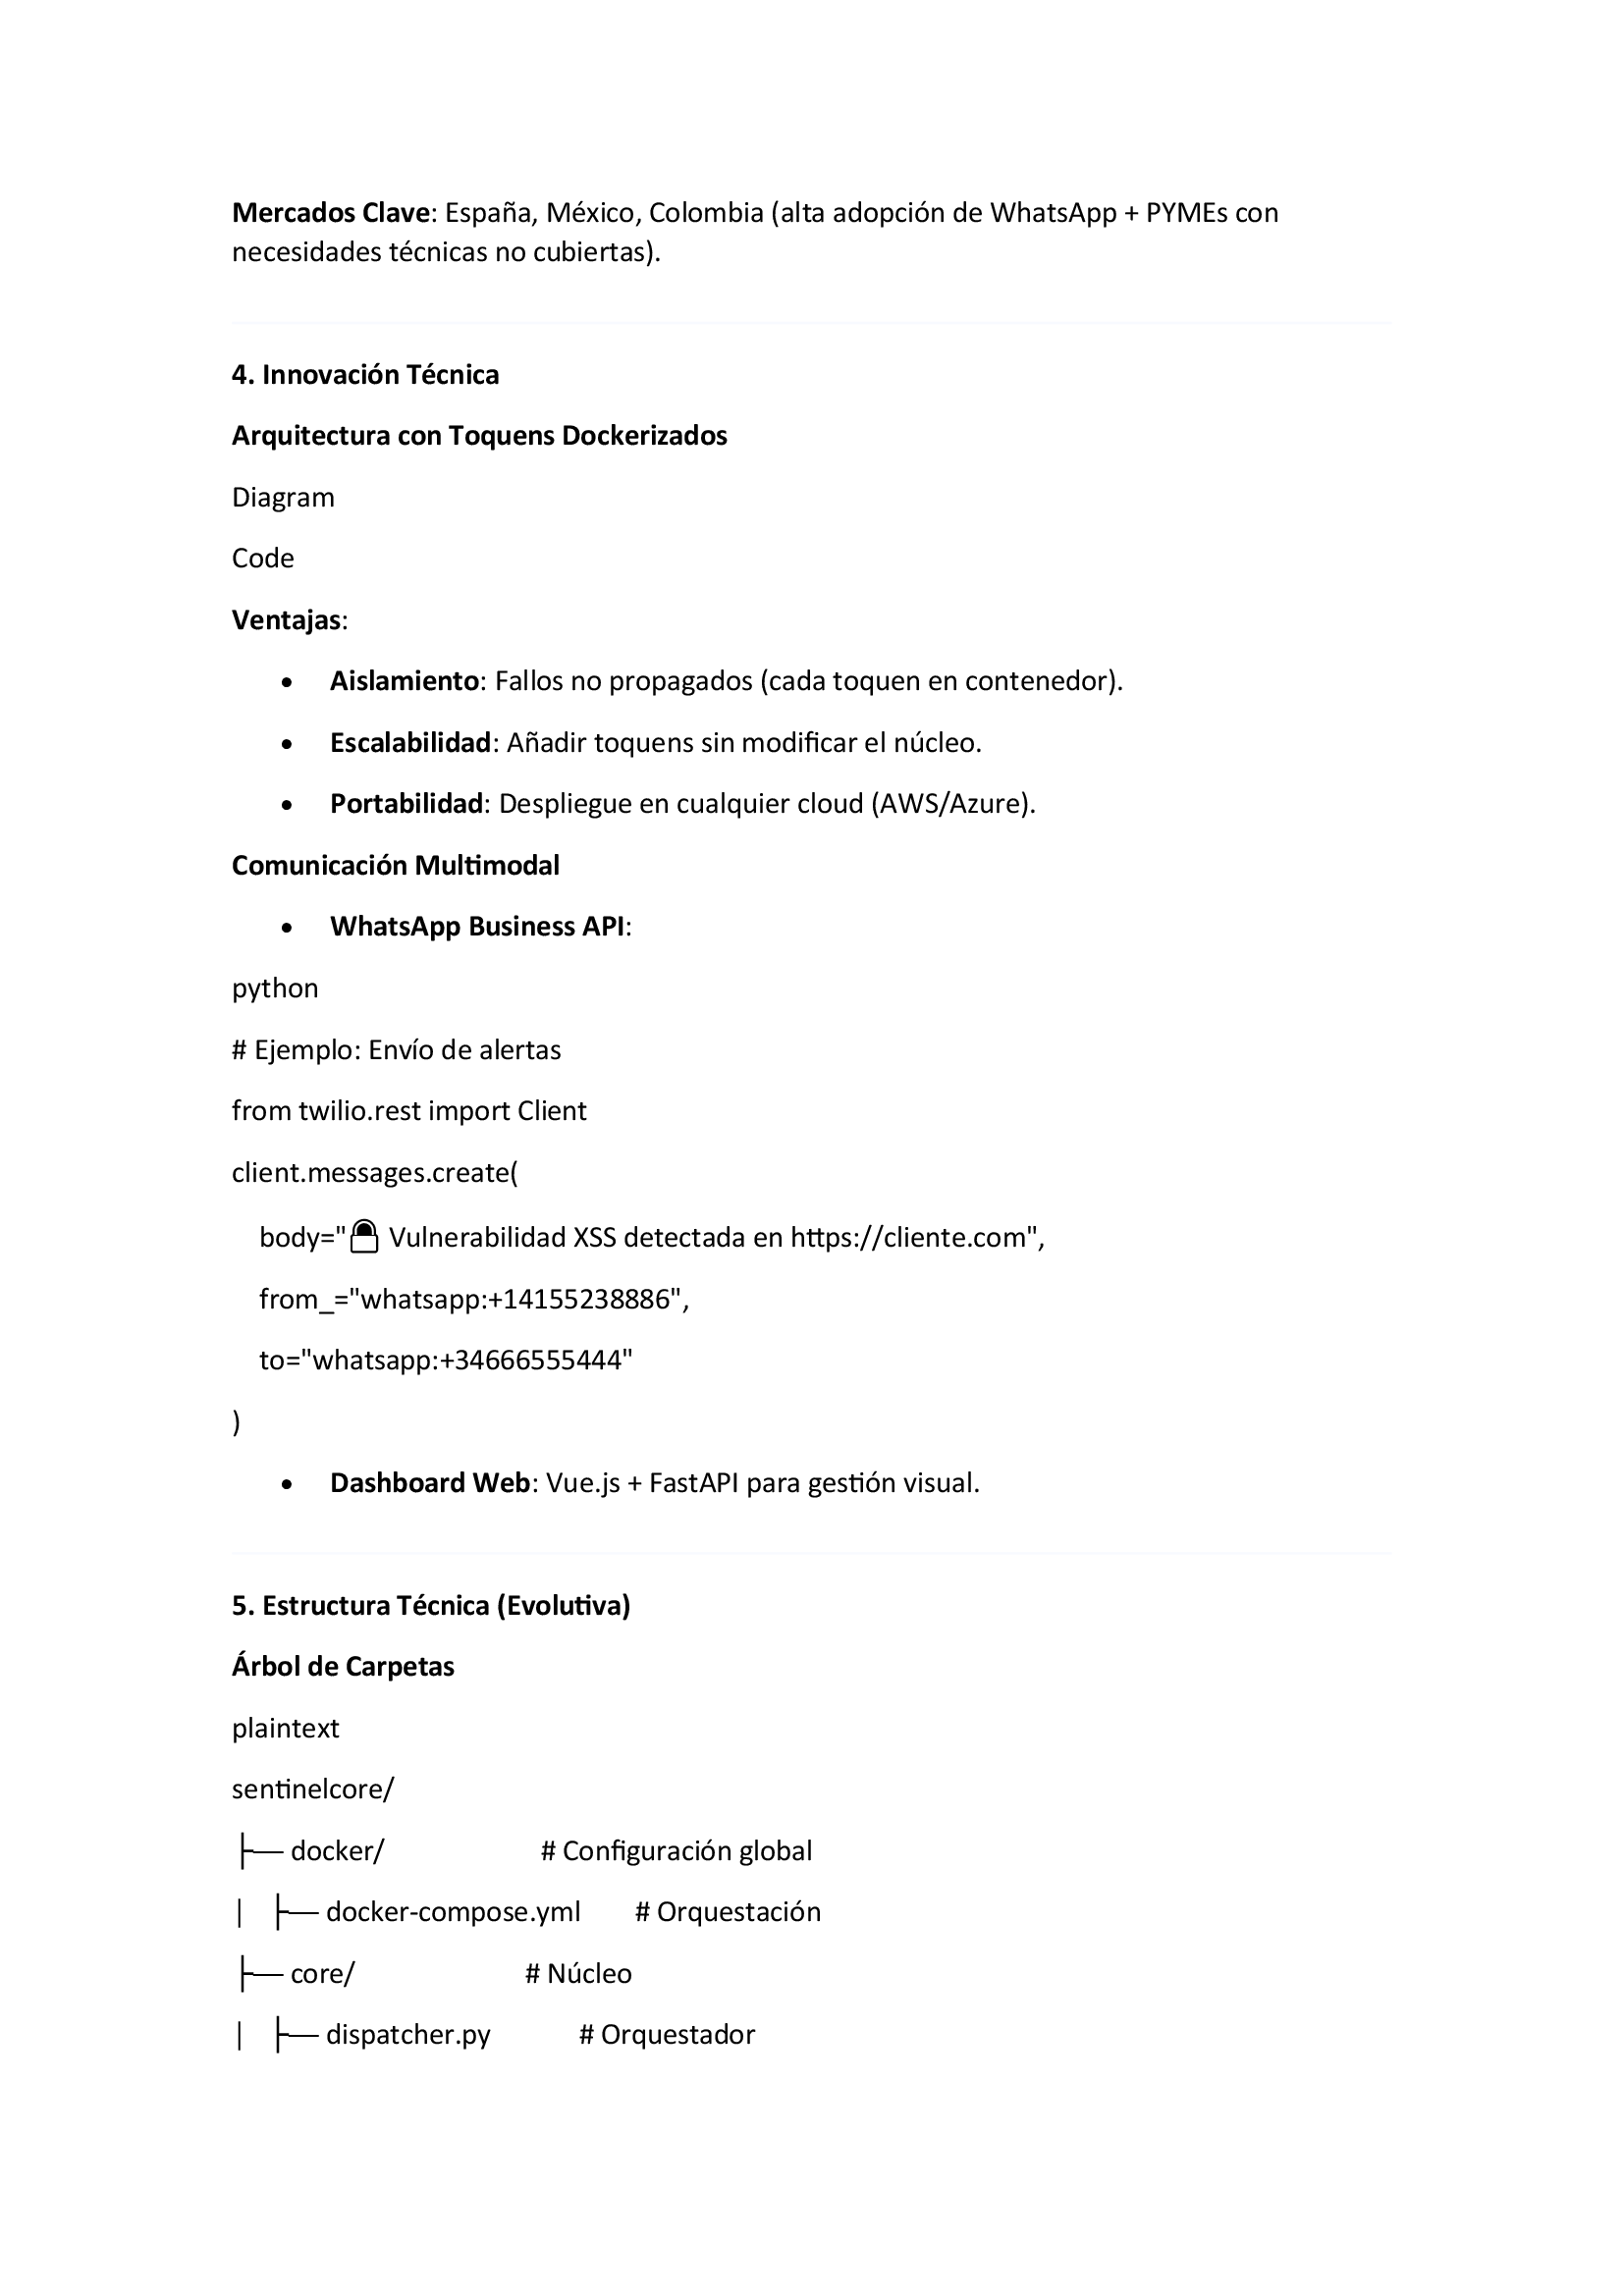 Mercados Clave: España, México, Colombia (alta adopción de WhatsApp + PYMEs con
necesidades técnicas no cubiertas).
4. Innovación Técnica
Arquitectura con Toquens Dockerizados
Diagram
Code
Ventajas:
• Aislamiento: Fallos no propagados (cada toquen en contenedor).
• Escalabilidad: Añadir toquens sin modificar el núcleo.
• Portabilidad: Despliegue en cualquier cloud (AWS/Azure).
Comunicación Multimodal
• WhatsApp Business API:
python
# Ejemplo: Envío de alertas
from twilio.rest import Client
client.messages.create(
    body="🔒 Vulnerabilidad XSS detectada en https://cliente.com",
    from_="whatsapp:+14155238886",
    to="whatsapp:+34666555444"
)
• Dashboard Web: Vue.js + FastAPI para gestión visual.
5. Estructura Técnica (Evolutiva)
Árbol de Carpetas
plaintext
sentinelcore/
├── docker/                    # Configuración global
│   ├── docker-compose.yml       # Orquestación
├── core/                      # Núcleo
│   ├── dispatcher.py            # Orquestador